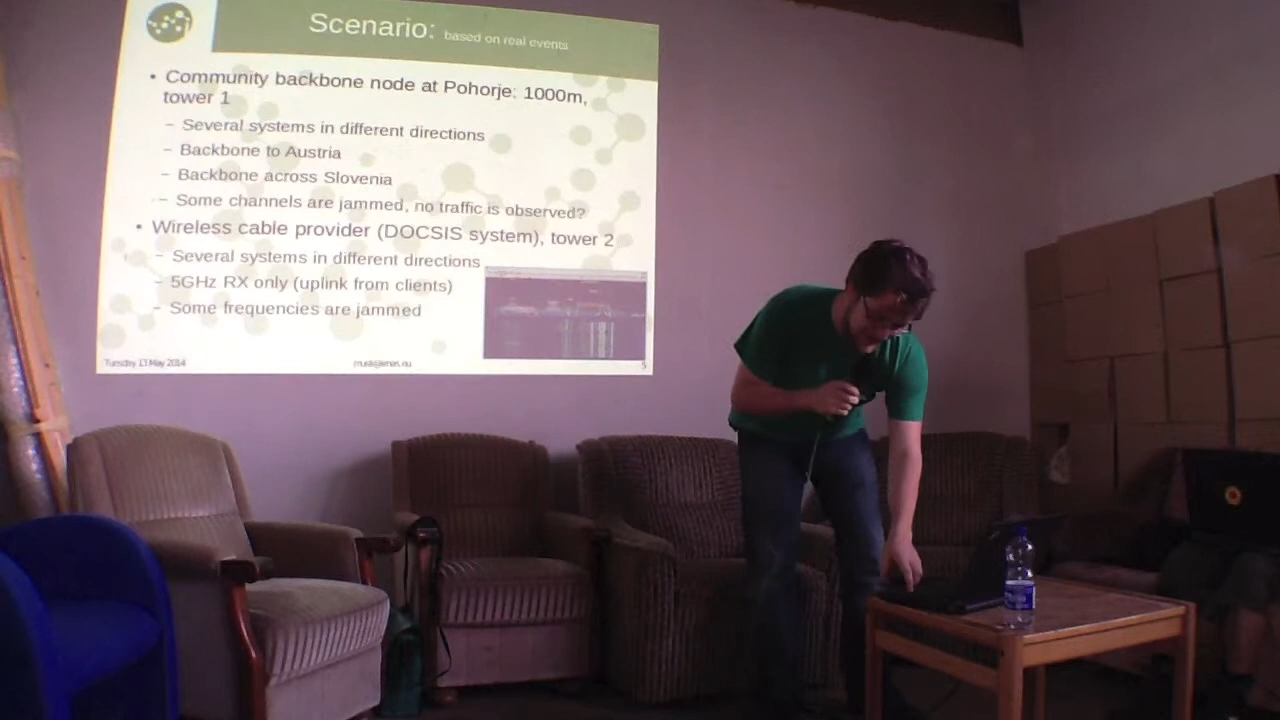 Scenario: based on real events
• Community backbone node at Pohorje: 1000m,
tower 1
– Several systems in different directions
– Backbone to Austria
– Backbone across Slovenia
– Some channels are jammed, no traffic is observed?
• Wireless cable provider (DOCSIS system), tower 2
– Several systems in different directions
– 5GHz RX only (uplink from clients)
– Some frequencies are jammed
Tuesday 13 May 2014
5